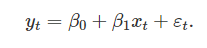 yₜ = β₀ + β₁xₜ + εₜ.